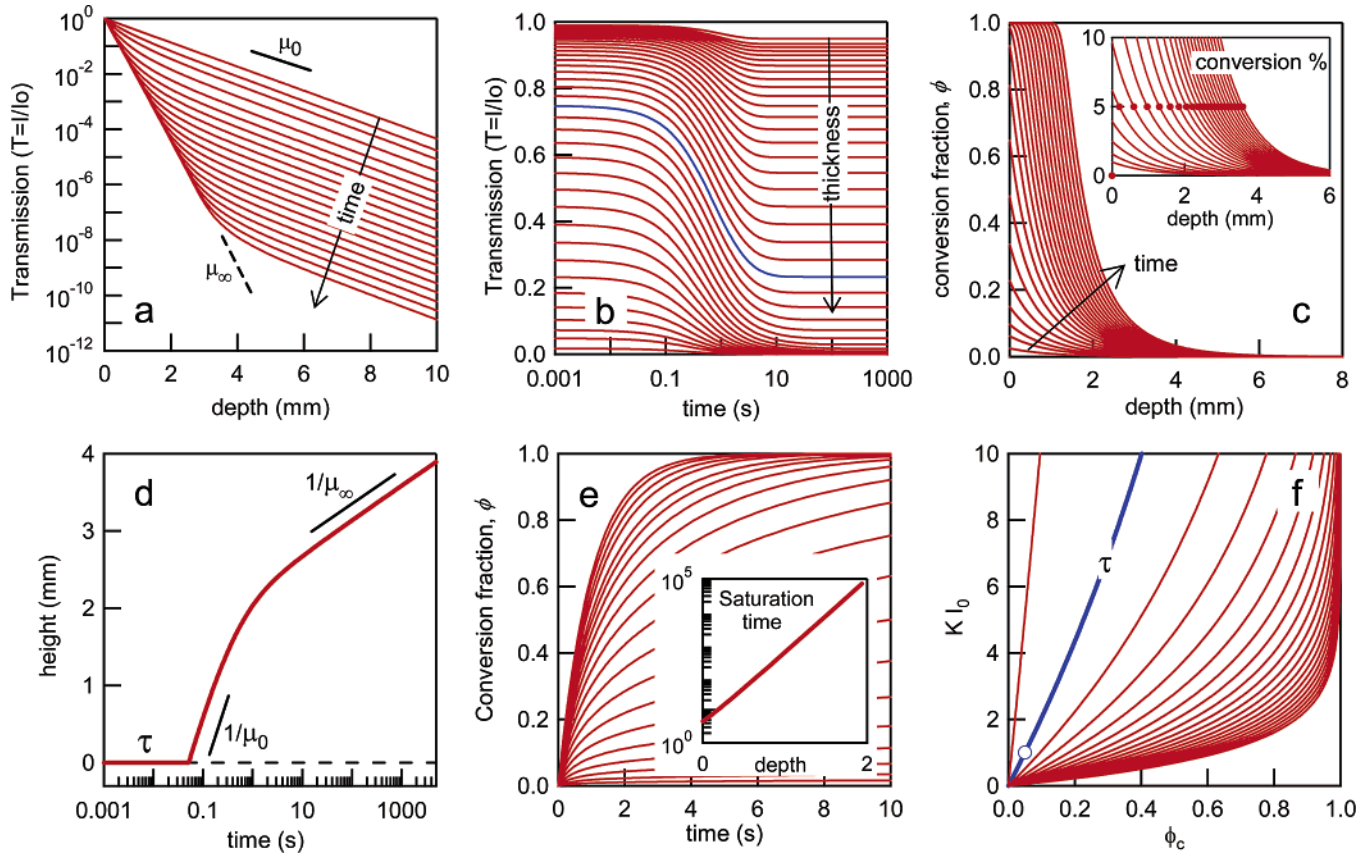 10⁰
10⁻²
10⁻⁴
10⁻⁶
10⁻⁸
10⁻¹⁰
10⁻¹²
Transmission (T=I/Io)
μ₀
time
μ∞
a
0 2 4 6 8 10
depth (mm)
1.0
0.8
0.6
0.4
0.2
0.0
Transmission (T=I/Io)
thickness
b
0.001 0.1 10 1000
time (s)
1.0
0.8
0.6
0.4
0.2
0.0
conversion fraction, ϕ
10
5
0
conversion %
0 2 4 6
depth (mm)
time
c
0 2 4 6 8
depth (mm)
4
3
2
1
0
height (mm)
d
1/μ∞
1/μ₀
τ
0.001 0.1 10 1000
time (s)
1.0
0.8
0.6
0.4
0.2
0.0
Conversion fraction, ϕ
e
10⁵
Saturation
time
10⁰
0 depth 2
0 2 4 6 8 10
time (s)
10
8
6
4
2
0
K I₀
f
τ
0.0 0.2 0.4 0.6 0.8 1.0
ϕc